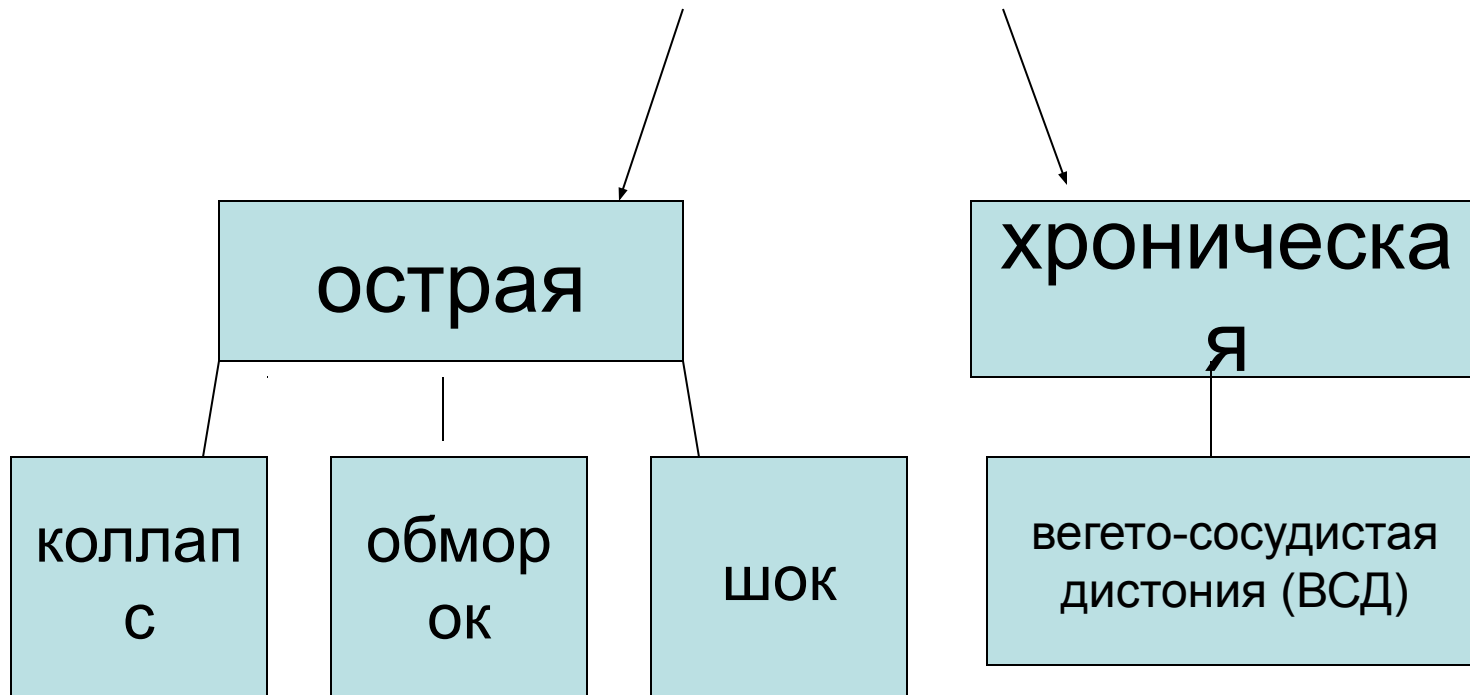 острая
хроническа
я
коллап
с
обмор
ок
шок
вегето-сосудистая
дистония (ВСД)